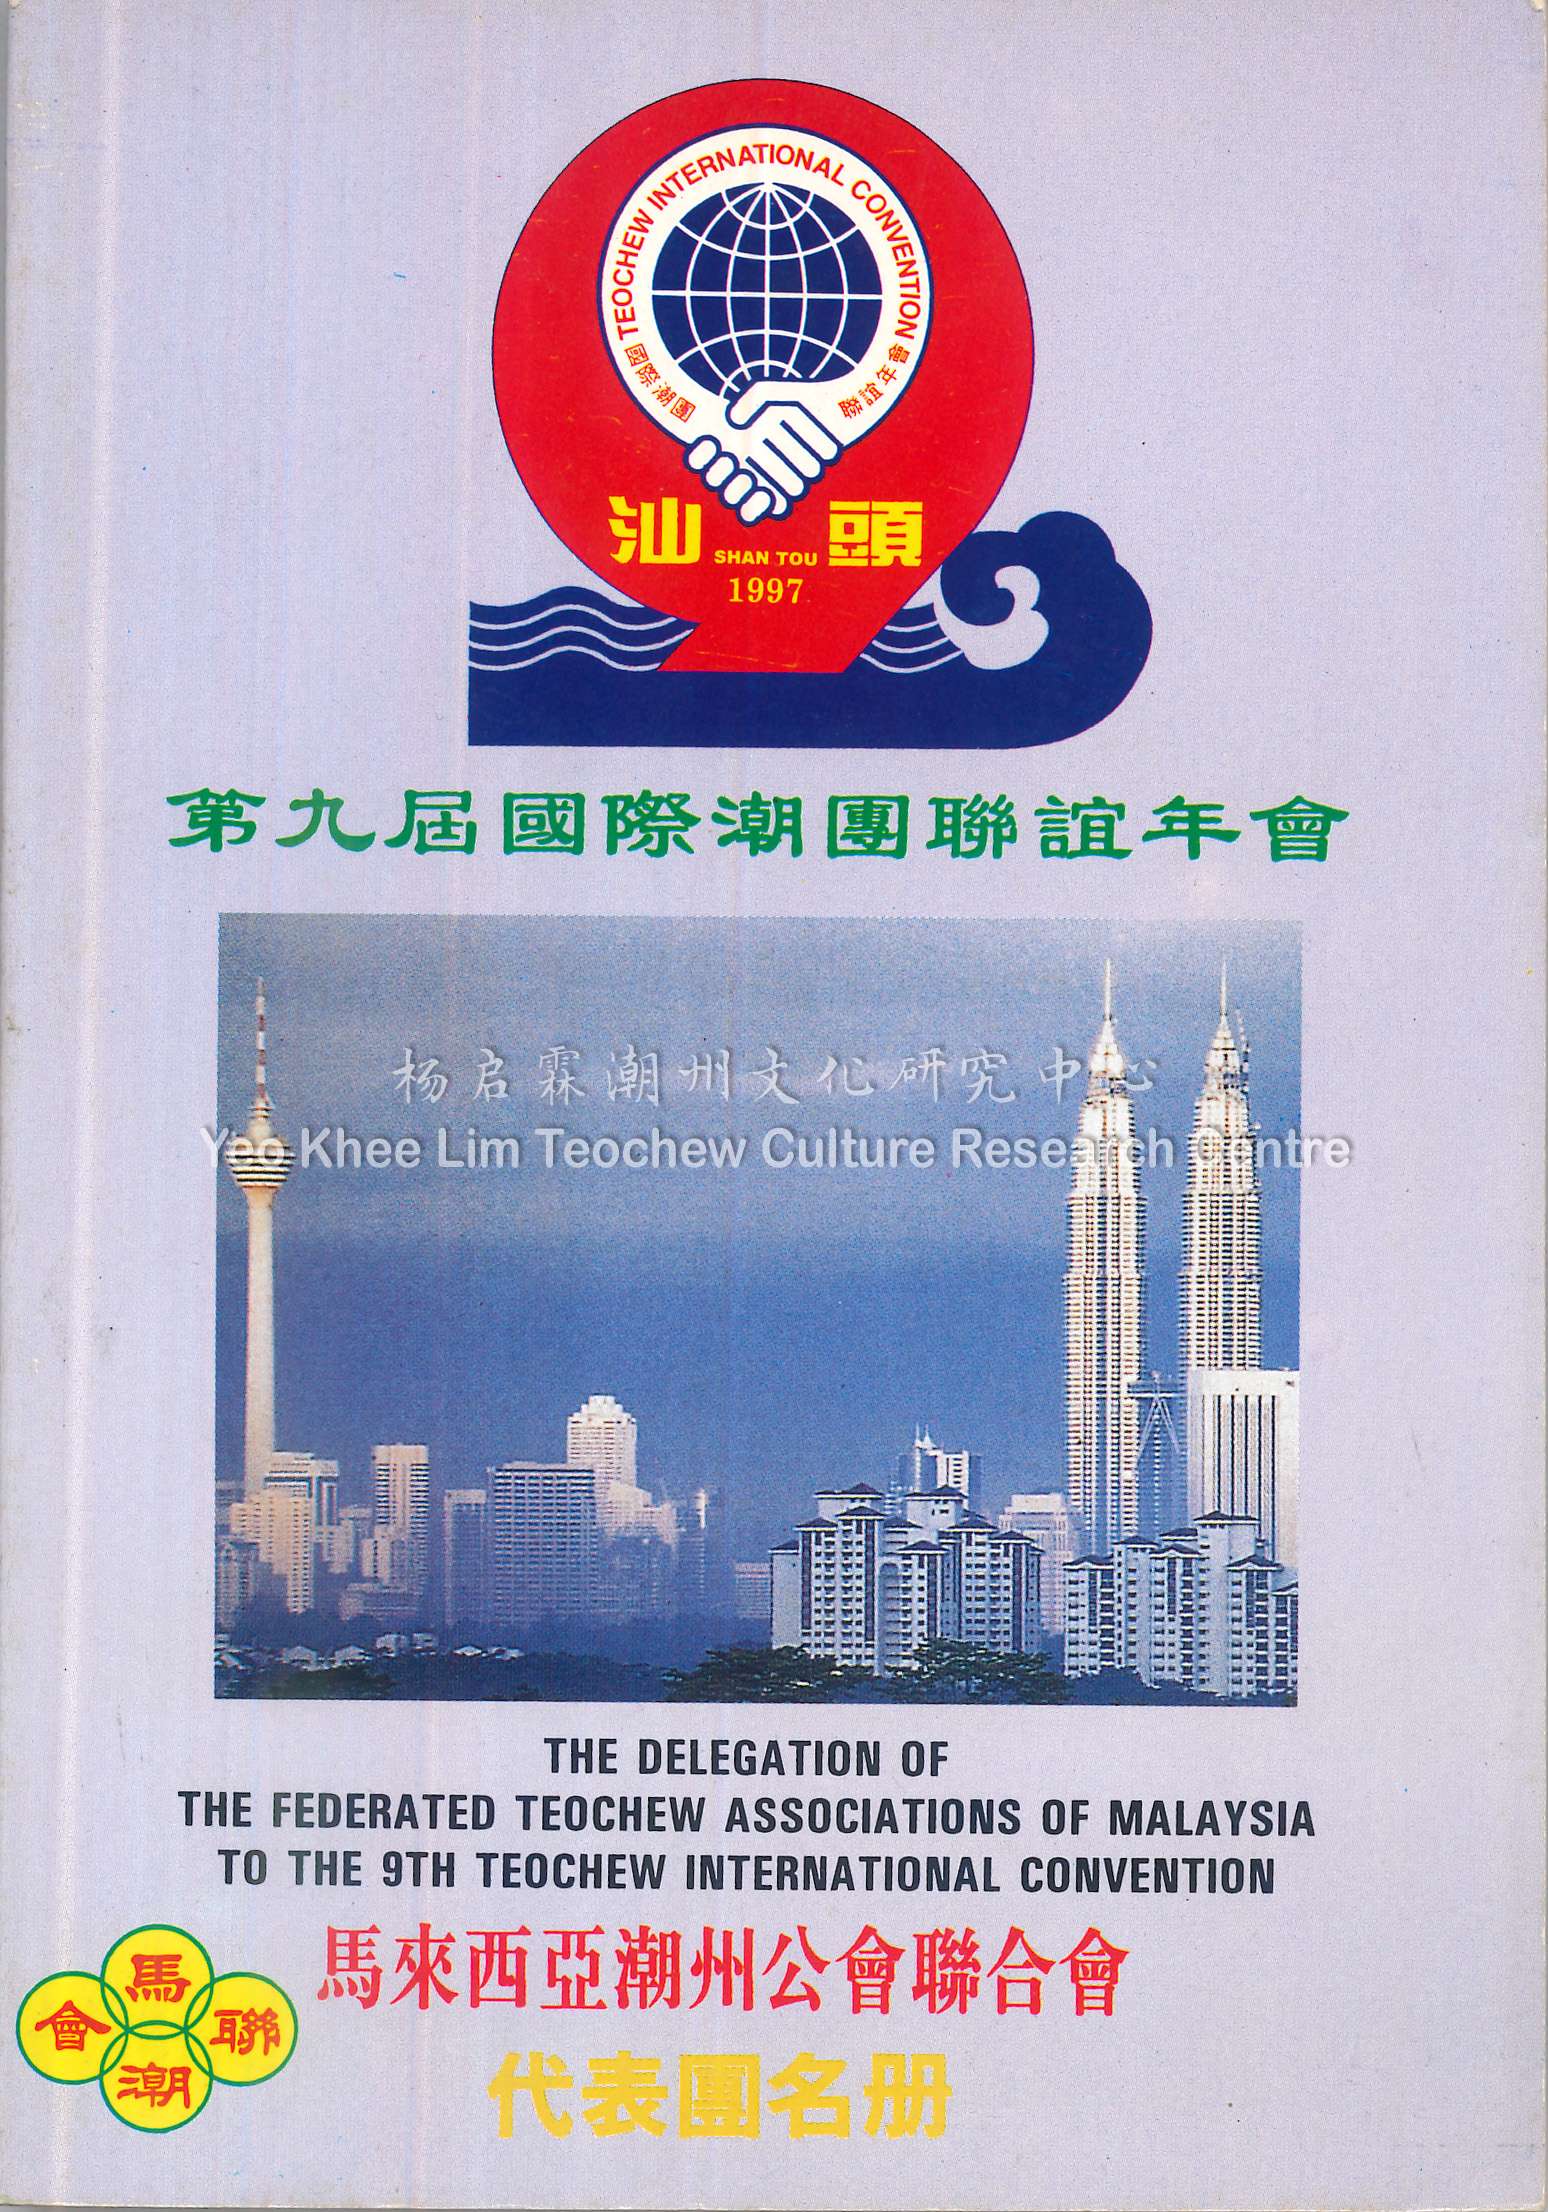 TEOCHEW INTERNATIONAL CONVENTION
國際潮團聯誼年會
汕頭
SHAN TOU
1997
第九屆國際潮團聯誼年會
杨启霖潮州文化研究中心
Yeo Khee Lim Teochew Culture Research Centre
THE DELEGATION OF
THE FEDERATED TEOCHEW ASSOCIATIONS OF MALAYSIA
TO THE 9TH TEOCHEW INTERNATIONAL CONVENTION
馬來西亞潮州公會聯合會
馬潮聯會
代表團名册